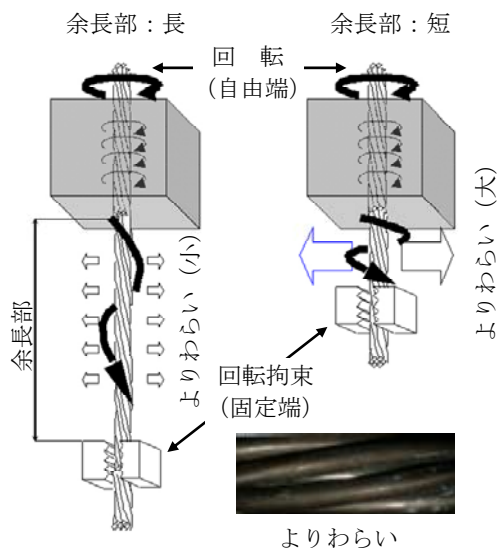 余長部：長
余長部：短
回　転
（自由端）
よりわらい（小）
よりわらい（大）
余長部
回転拘束
（固定端）
よりわらい